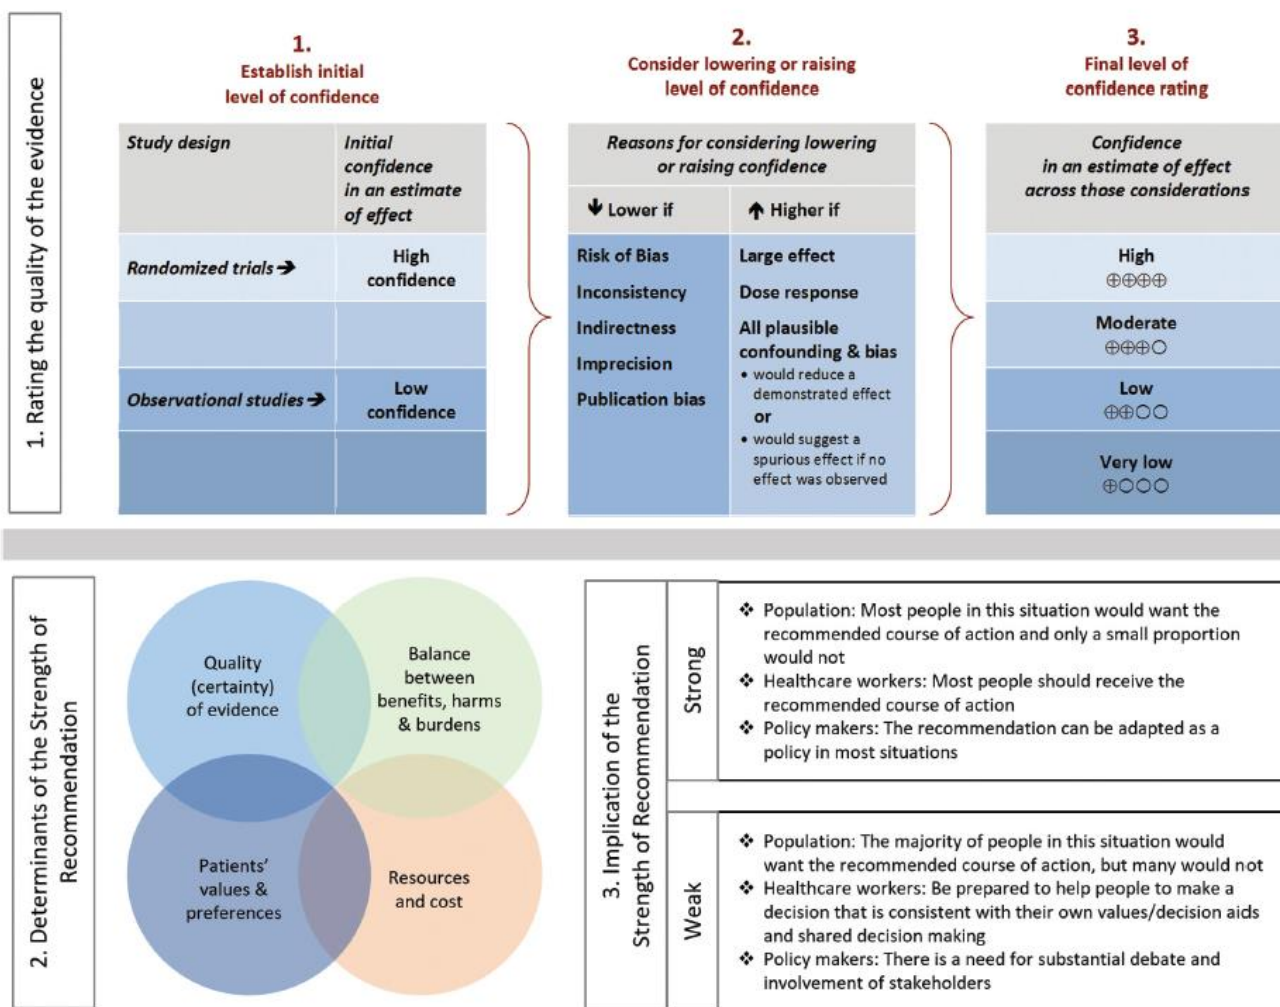 1. Rating the quality of the evidence
1.
Establish initial
level of confidence
2.
Consider lowering or raising
level of confidence
3.
Final level of
confidence rating
Study design
Initial
confidence
in an estimate
of effect
Randomized trials ➔
High
confidence
Observational studies ➔
Low
confidence
Reasons for considering lowering
or raising confidence
🡇 Lower if
🡅 Higher if
Risk of Bias
Inconsistency
Indirectness
Imprecision
Publication bias
Large effect
Dose response
All plausible
confounding & bias
• would reduce a
demonstrated effect
or
• would suggest a
spurious effect if no
effect was observed
Confidence
in an estimate of effect
across those considerations
High
⊕⊕⊕⊕
Moderate
⊕⊕⊕○
Low
⊕⊕○○
Very low
⊕○○○
2. Determinants of the Strength of
Recommendation
Quality
(certainty)
of evidence
Balance
between
benefits, harms
& burdens
Patients’
values &
preferences
Resources
and cost
3. Implication of the
Strength of Recommendation
Strong
❖ Population: Most people in this situation would want the
recommended course of action and only a small proportion
would not
❖ Healthcare workers: Most people should receive the
recommended course of action
❖ Policy makers: The recommendation can be adapted as a
policy in most situations
Weak
❖ Population: The majority of people in this situation would
want the recommended course of action, but many would not
❖ Healthcare workers: Be prepared to help people to make a
decision that is consistent with their own values/decision aids
and shared decision making
❖ Policy makers: There is a need for substantial debate and
involvement of stakeholders